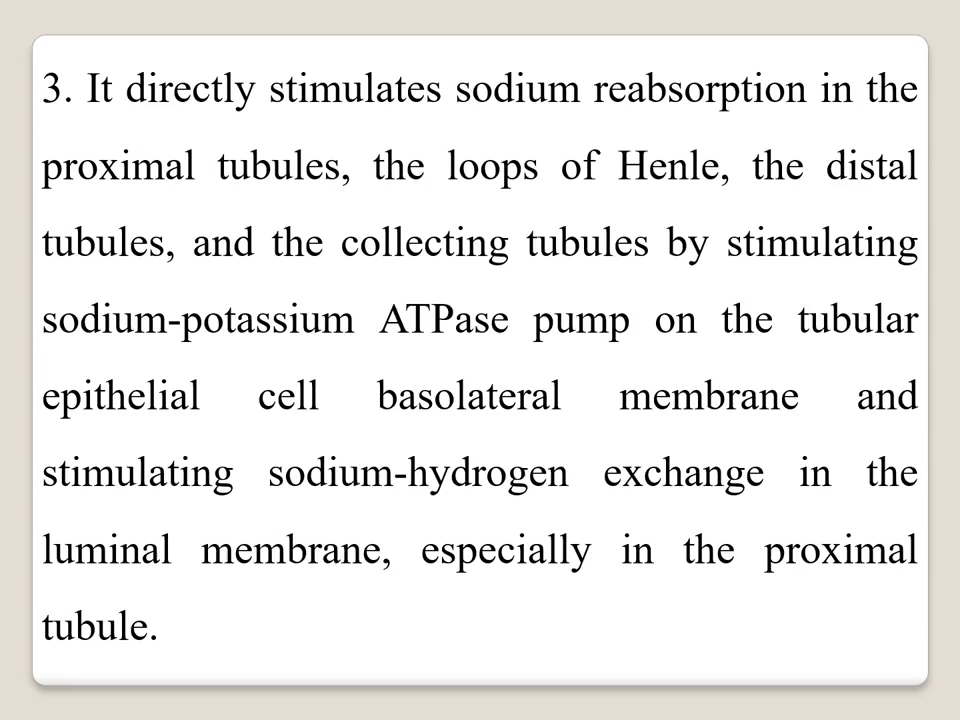 3. It directly stimulates sodium reabsorption in the
proximal tubules, the loops of Henle, the distal
tubules, and the collecting tubules by stimulating
sodium-potassium ATPase pump on the tubular
epithelial cell basolateral membrane and
stimulating sodium-hydrogen exchange in the
luminal membrane, especially in the proximal
tubule.